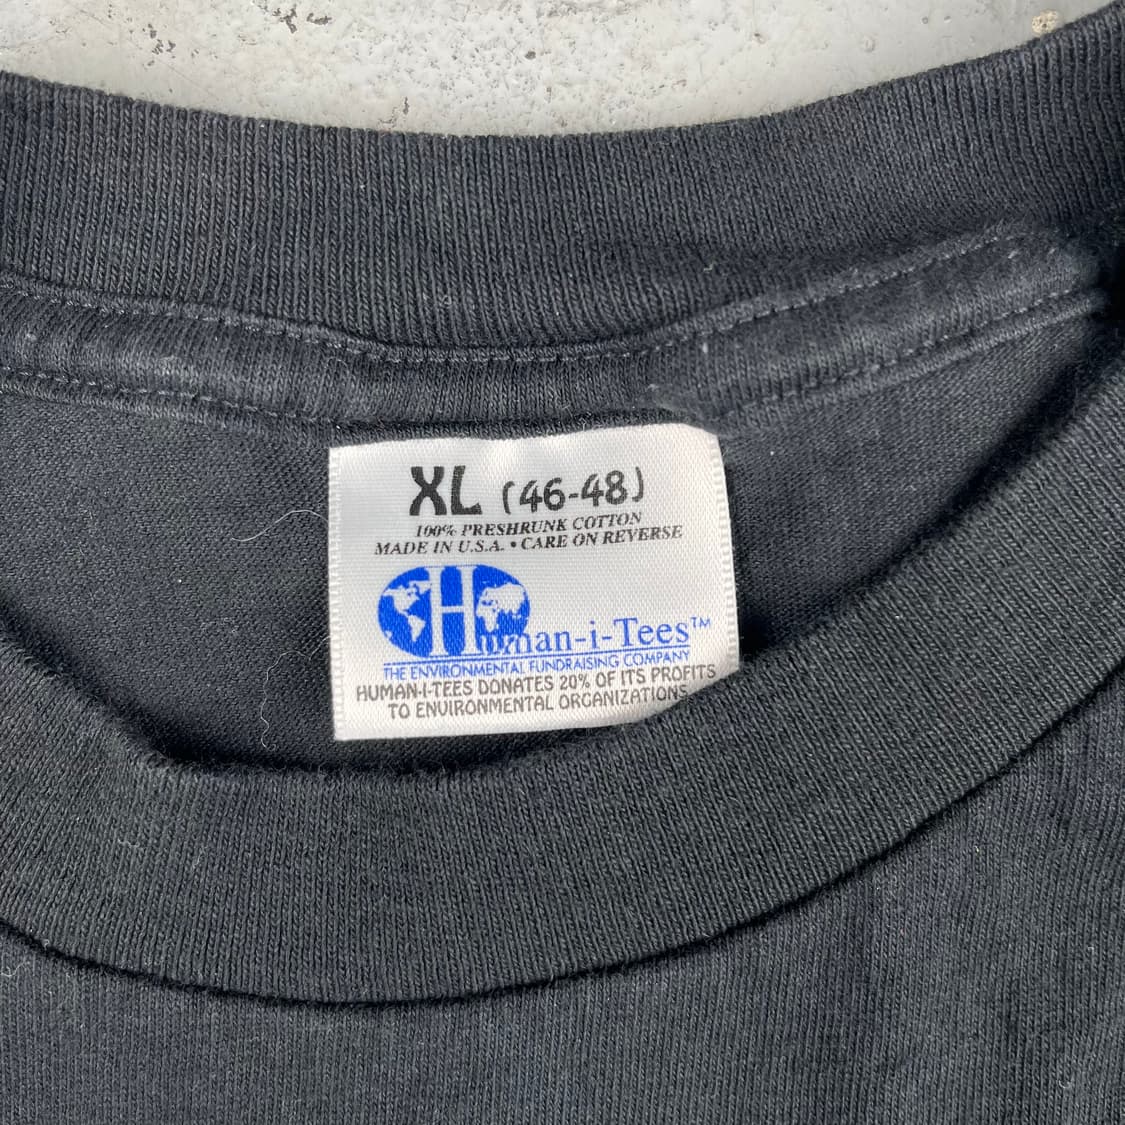 XL (46-48)
100% PRESHRUNK COTTON
MADE IN U.S.A. • CARE ON REVERSE
Human-i-Tees™
THE ENVIRONMENTAL FUNDRAISING COMPANY
HUMAN-I-TEES DONATES 20% OF ITS PROFITS
TO ENVIRONMENTAL ORGANIZATIONS